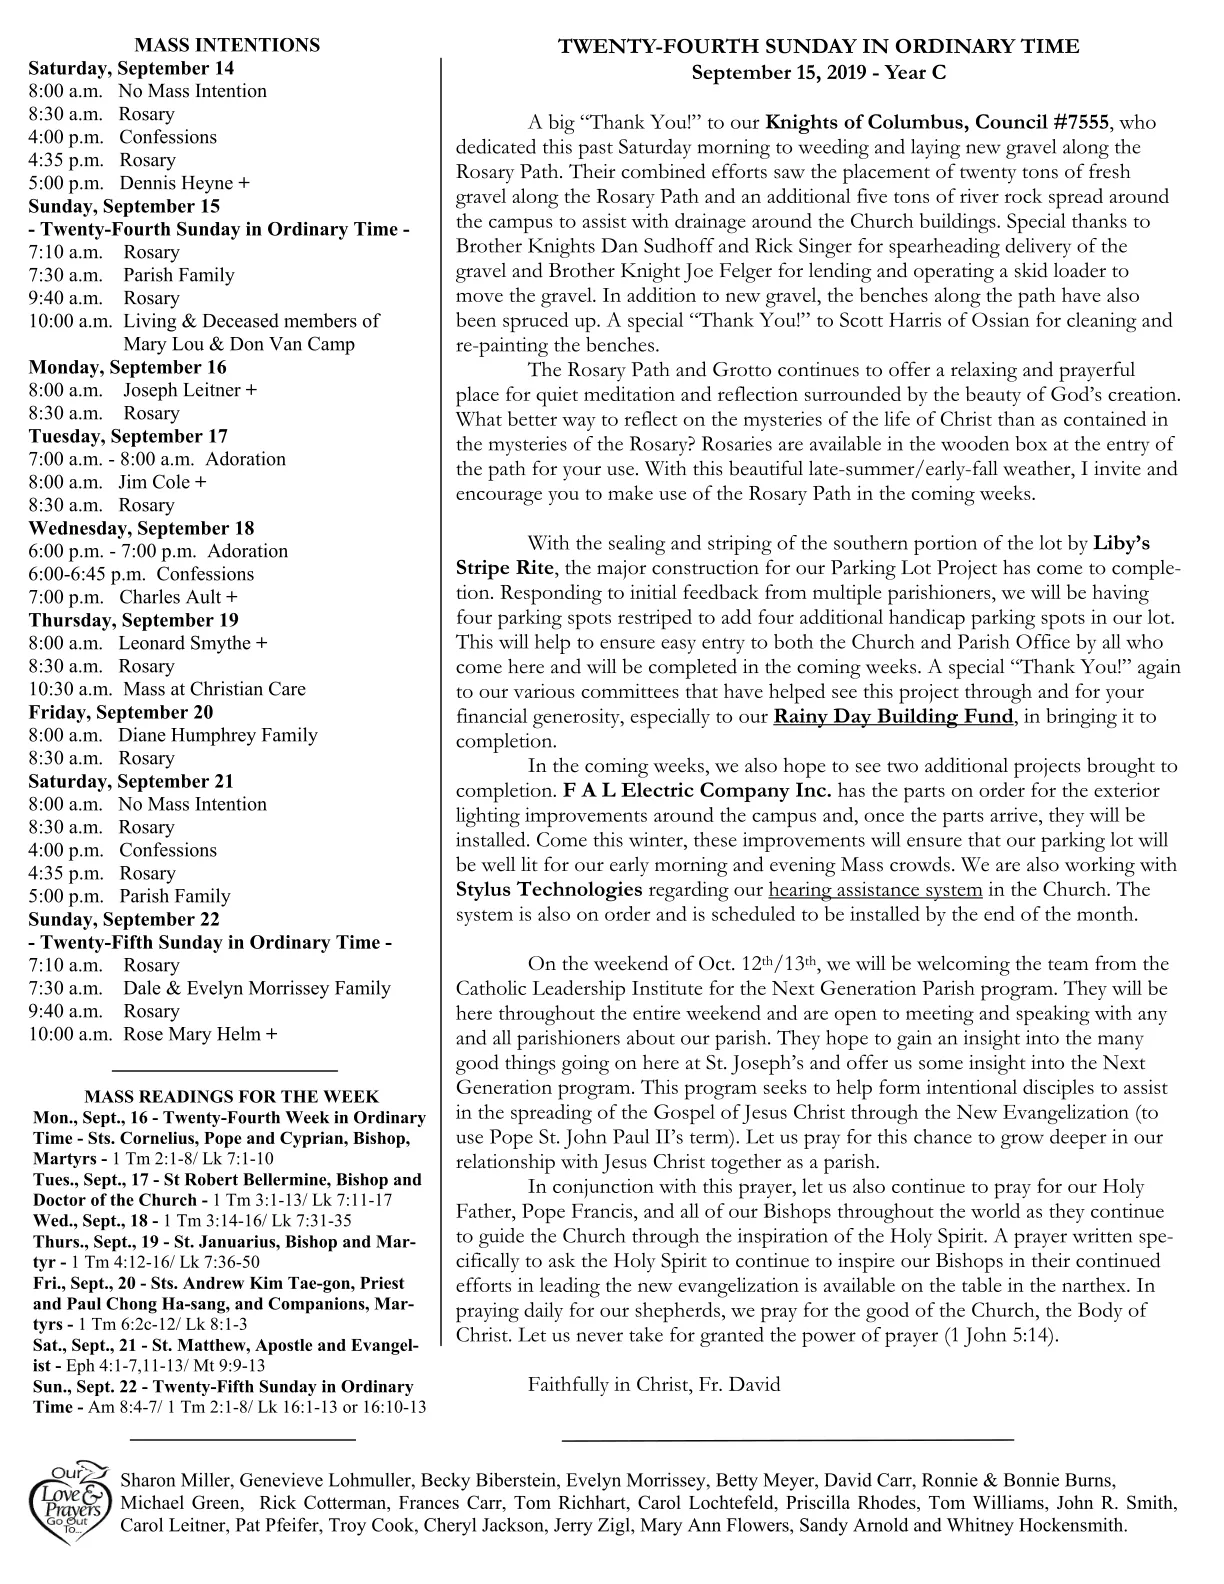 MASS INTENTIONS
Saturday, September 14
8:00 a.m. No Mass Intention
8:30 a.m. Rosary
4:00 p.m. Confessions
4:35 p.m. Rosary
5:00 p.m. Dennis Heyne +
Sunday, September 15
- Twenty-Fourth Sunday in Ordinary Time -
7:10 a.m. Rosary
7:30 a.m. Parish Family
9:40 a.m. Rosary
10:00 a.m. Living & Deceased members of
Mary Lou & Don Van Camp
Monday, September 16
8:00 a.m. Joseph Leitner +
8:30 a.m. Rosary
Tuesday, September 17
7:00 a.m. - 8:00 a.m. Adoration
8:00 a.m. Jim Cole +
8:30 a.m. Rosary
Wednesday, September 18
6:00 p.m. - 7:00 p.m. Adoration
6:00-6:45 p.m. Confessions
7:00 p.m. Charles Ault +
Thursday, September 19
8:00 a.m. Leonard Smythe +
8:30 a.m. Rosary
10:30 a.m. Mass at Christian Care
Friday, September 20
8:00 a.m. Diane Humphrey Family
8:30 a.m. Rosary
Saturday, September 21
8:00 a.m. No Mass Intention
8:30 a.m. Rosary
4:00 p.m. Confessions
4:35 p.m. Rosary
5:00 p.m. Parish Family
Sunday, September 22
- Twenty-Fifth Sunday in Ordinary Time -
7:10 a.m. Rosary
7:30 a.m. Dale & Evelyn Morrissey Family
9:40 a.m. Rosary
10:00 a.m. Rose Mary Helm +
MASS READINGS FOR THE WEEK
Mon., Sept., 16 - Twenty-Fourth Week in Ordinary
Time - Sts. Cornelius, Pope and Cyprian, Bishop,
Martyrs - 1 Tm 2:1-8/ Lk 7:1-10
Tues., Sept., 17 - St Robert Bellermine, Bishop and
Doctor of the Church - 1 Tm 3:1-13/ Lk 7:11-17
Wed., Sept., 18 - 1 Tm 3:14-16/ Lk 7:31-35
Thurs., Sept., 19 - St. Januarius, Bishop and Mar-
tyr - 1 Tm 4:12-16/ Lk 7:36-50
Fri., Sept., 20 - Sts. Andrew Kim Tae-gon, Priest
and Paul Chong Ha-sang, and Companions, Mar-
tyrs - 1 Tm 6:2c-12/ Lk 8:1-3
Sat., Sept., 21 - St. Matthew, Apostle and Evangel-
ist - Eph 4:1-7,11-13/ Mt 9:9-13
Sun., Sept. 22 - Twenty-Fifth Sunday in Ordinary
Time - Am 8:4-7/ 1 Tm 2:1-8/ Lk 16:1-13 or 16:10-13
TWENTY-FOURTH SUNDAY IN ORDINARY TIME
September 15, 2019 - Year C
A big “Thank You!” to our Knights of Columbus, Council #7555, who
dedicated this past Saturday morning to weeding and laying new gravel along the
Rosary Path. Their combined efforts saw the placement of twenty tons of fresh
gravel along the Rosary Path and an additional five tons of river rock spread around
the campus to assist with drainage around the Church buildings. Special thanks to
Brother Knights Dan Sudhoff and Rick Singer for spearheading delivery of the
gravel and Brother Knight Joe Felger for lending and operating a skid loader to
move the gravel. In addition to new gravel, the benches along the path have also
been spruced up. A special “Thank You!” to Scott Harris of Ossian for cleaning and
re-painting the benches.
The Rosary Path and Grotto continues to offer a relaxing and prayerful
place for quiet meditation and reflection surrounded by the beauty of God’s creation.
What better way to reflect on the mysteries of the life of Christ than as contained in
the mysteries of the Rosary? Rosaries are available in the wooden box at the entry of
the path for your use. With this beautiful late-summer/early-fall weather, I invite and
encourage you to make use of the Rosary Path in the coming weeks.
With the sealing and striping of the southern portion of the lot by Liby’s
Stripe Rite, the major construction for our Parking Lot Project has come to comple-
tion. Responding to initial feedback from multiple parishioners, we will be having
four parking spots restriped to add four additional handicap parking spots in our lot.
This will help to ensure easy entry to both the Church and Parish Office by all who
come here and will be completed in the coming weeks. A special “Thank You!” again
to our various committees that have helped see this project through and for your
financial generosity, especially to our Rainy Day Building Fund, in bringing it to
completion.
In the coming weeks, we also hope to see two additional projects brought to
completion. F A L Electric Company Inc. has the parts on order for the exterior
lighting improvements around the campus and, once the parts arrive, they will be
installed. Come this winter, these improvements will ensure that our parking lot will
be well lit for our early morning and evening Mass crowds. We are also working with
Stylus Technologies regarding our hearing assistance system in the Church. The
system is also on order and is scheduled to be installed by the end of the month.
On the weekend of Oct. 12th/13th, we will be welcoming the team from the
Catholic Leadership Institute for the Next Generation Parish program. They will be
here throughout the entire weekend and are open to meeting and speaking with any
and all parishioners about our parish. They hope to gain an insight into the many
good things going on here at St. Joseph’s and offer us some insight into the Next
Generation program. This program seeks to help form intentional disciples to assist
in the spreading of the Gospel of Jesus Christ through the New Evangelization (to
use Pope St. John Paul II’s term). Let us pray for this chance to grow deeper in our
relationship with Jesus Christ together as a parish.
In conjunction with this prayer, let us also continue to pray for our Holy
Father, Pope Francis, and all of our Bishops throughout the world as they continue
to guide the Church through the inspiration of the Holy Spirit. A prayer written spe-
cifically to ask the Holy Spirit to continue to inspire our Bishops in their continued
efforts in leading the new evangelization is available on the table in the narthex. In
praying daily for our shepherds, we pray for the good of the Church, the Body of
Christ. Let us never take for granted the power of prayer (1 John 5:14).
Faithfully in Christ, Fr. David
Our
Love &
Prayers
Go Out
To...
Sharon Miller, Genevieve Lohmuller, Becky Biberstein, Evelyn Morrissey, Betty Meyer, David Carr, Ronnie & Bonnie Burns,
Michael Green, Rick Cotterman, Frances Carr, Tom Richhart, Carol Lochtefeld, Priscilla Rhodes, Tom Williams, John R. Smith,
Carol Leitner, Pat Pfeifer, Troy Cook, Cheryl Jackson, Jerry Zigl, Mary Ann Flowers, Sandy Arnold and Whitney Hockensmith.